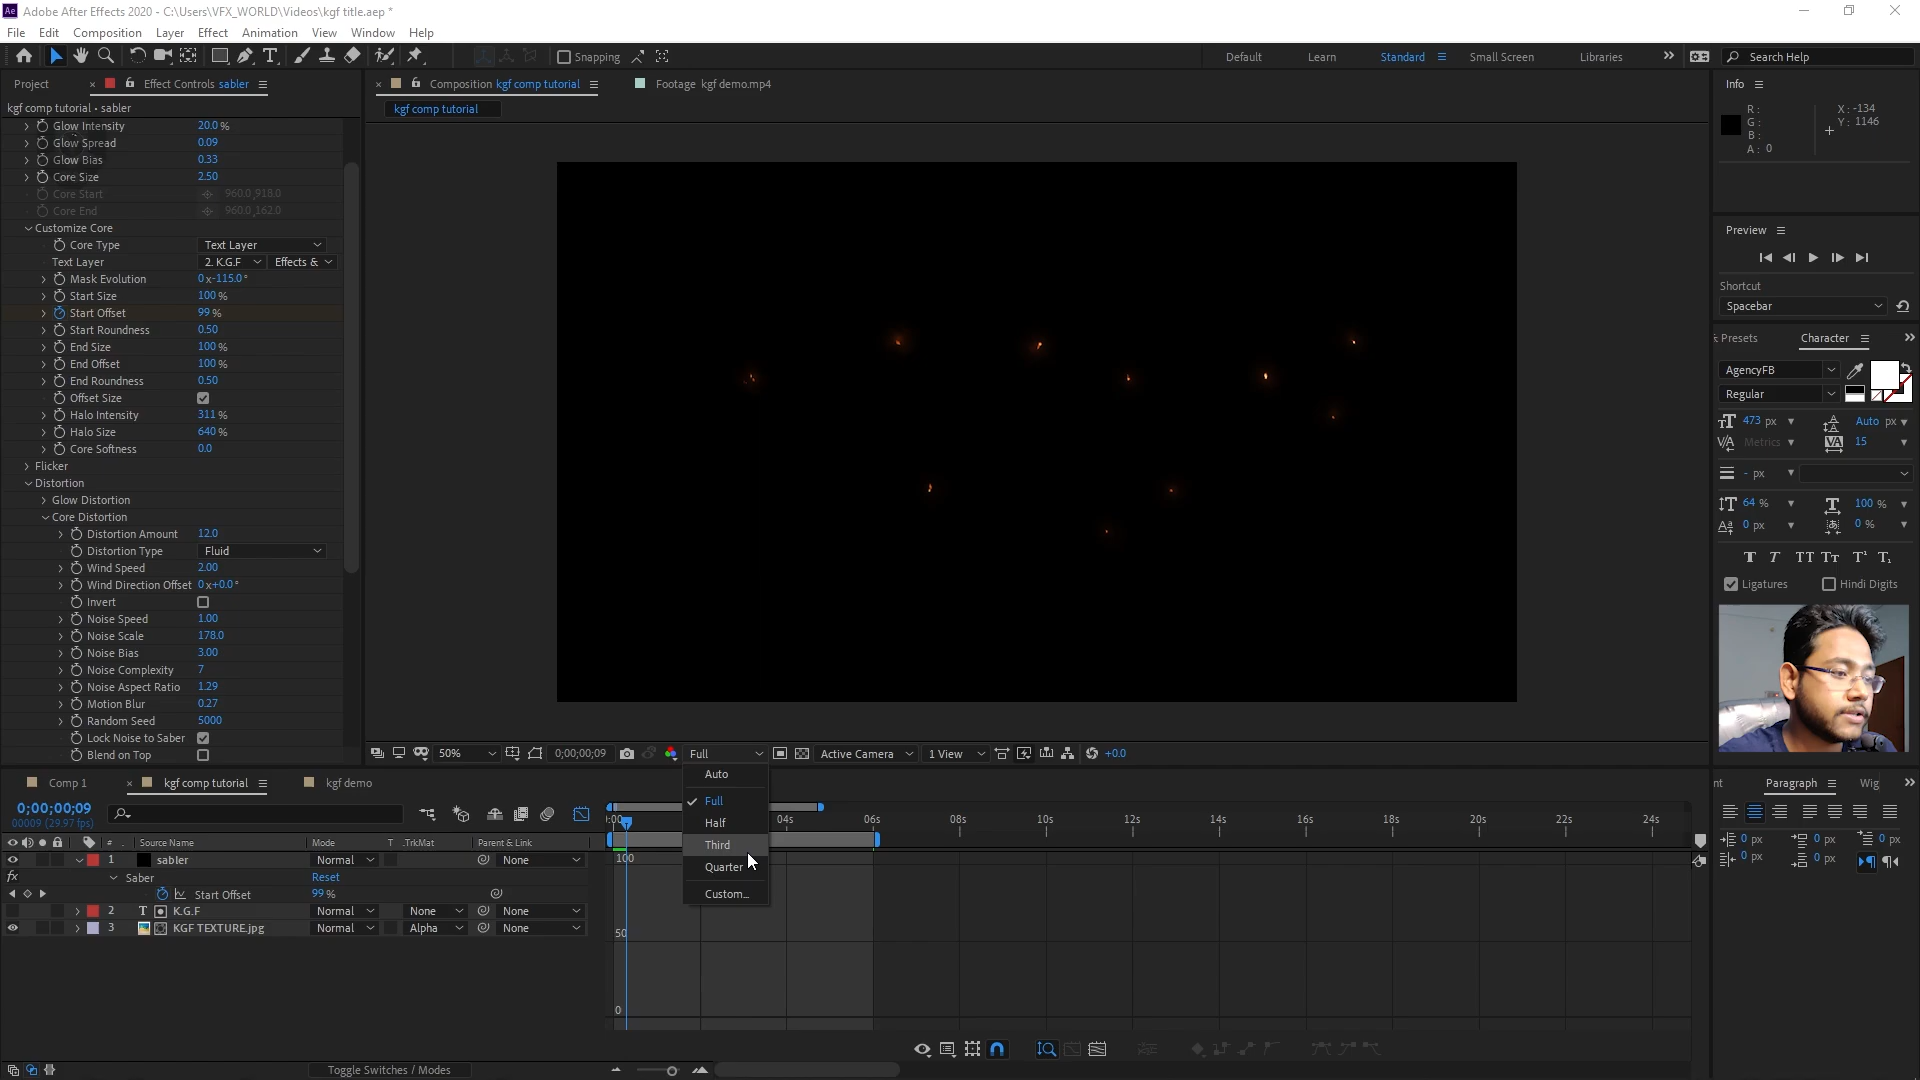 Adobe After Effects 2020 - C:\Users\VFX_WORLD\Videos\kgf title.aep *
File Edit Composition Layer Effect Animation View Window Help
Snapping
Default Learn Standard Small Screen Libraries Search Help
Project Effect Controls sabler
kgf comp tutorial • sabler
Glow Intensity 20.0 %
Glow Spread 0.09
Glow Bias 0.33
Core Size 2.50
Core Start 960.0,918.0
Core End 960.0,162.0
Customize Core
Core Type Text Layer
Text Layer 2. K.G.F Effects &
Mask Evolution 0x-115.0°
Start Size 100 %
Start Offset 99 %
Start Roundness 0.50
End Size 100 %
End Offset 100 %
End Roundness 0.50
Offset Size
Halo Intensity 311 %
Halo Size 640 %
Core Softness 0.0
Flicker
Distortion
Glow Distortion
Core Distortion
Distortion Amount 12.0
Distortion Type Fluid
Wind Speed 2.00
Wind Direction Offset 0x+0.0°
Invert
Noise Speed 1.00
Noise Scale 178.0
Noise Bias 3.00
Noise Complexity 7
Noise Aspect Ratio 1.29
Motion Blur 0.27
Random Seed 5000
Lock Noise to Saber
Blend on Top
Composition kgf comp tutorial Footage kgf demo.mp4
kgf comp tutorial
50% 0;00;00;09 Full Active Camera 1 View +0.0
Auto
Full
Half
Third
Quarter
Custom...
Info
R :
G :
B :
A : 0
X : -134
Y : 1146
Preview
Shortcut
Spacebar
Presets Character
AgencyFB
Regular
473 px Auto px
Metrics 15
- px
64 % 100 %
0 px 0 %
T T TT Tt T¹ T₁
Ligatures Hindi Digits
nt Paragraph Wig
0 px 0 px 0 px
0 px 0 px
Comp 1 kgf comp tutorial kgf demo
0;00;00;09
00009 (29.97 fps)
# Source Name Mode T .TrkMat Parent & Link
1 sabler Normal None
fx Saber Reset
Start Offset 99 %
2 T K.G.F Normal None None
3 KGF TEXTURE.jpg Normal Alpha None
04s 06s 08s 10s 12s 14s 16s 18s 20s 22s 24s
100
50
0
Toggle Switches / Modes